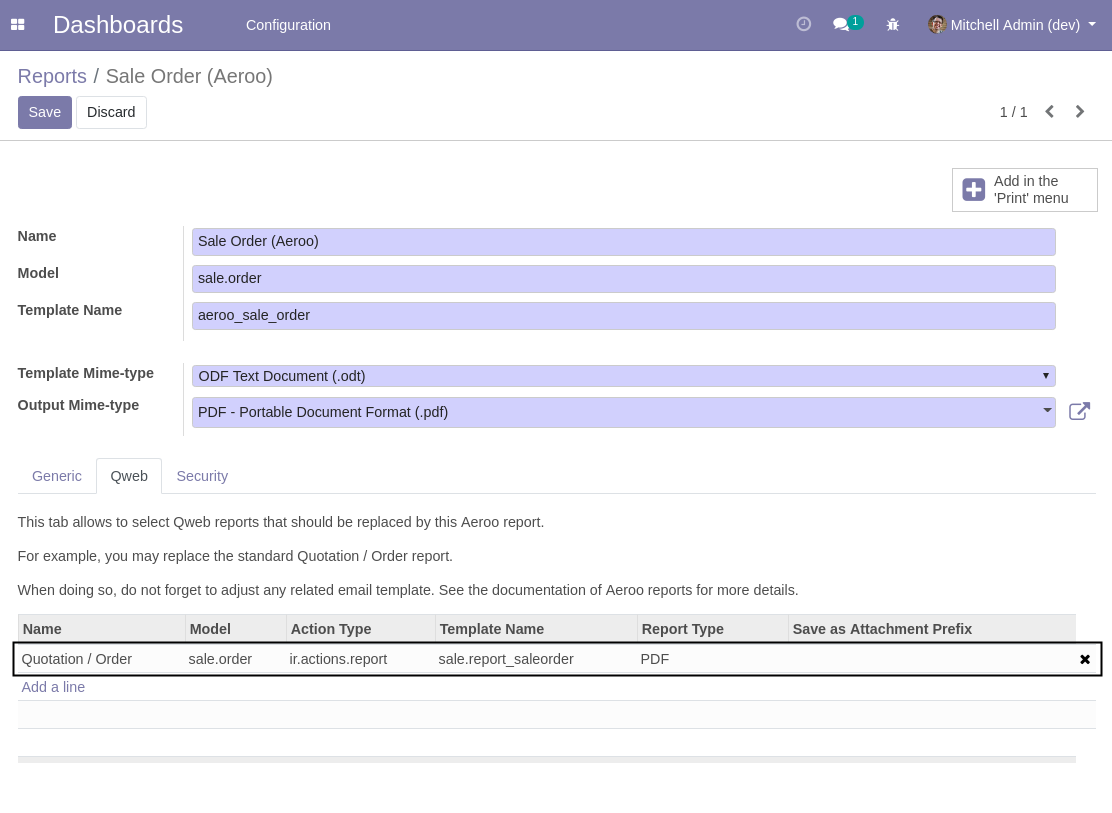 Dashboards Configuration 1 Mitchell Admin (dev)
Reports / Sale Order (Aeroo)
Save Discard 1 / 1
Add in the
'Print' menu
Name Sale Order (Aeroo)
Model sale.order
Template Name aeroo_sale_order
Template Mime-type ODF Text Document (.odt)
Output Mime-type PDF - Portable Document Format (.pdf)
Generic Qweb Security
This tab allows to select Qweb reports that should be replaced by this Aeroo report.
For example, you may replace the standard Quotation / Order report.
When doing so, do not forget to adjust any related email template. See the documentation of Aeroo reports for more details.
Name Model Action Type Template Name Report Type Save as Attachment Prefix
Quotation / Order sale.order ir.actions.report sale.report_saleorder PDF
Add a line